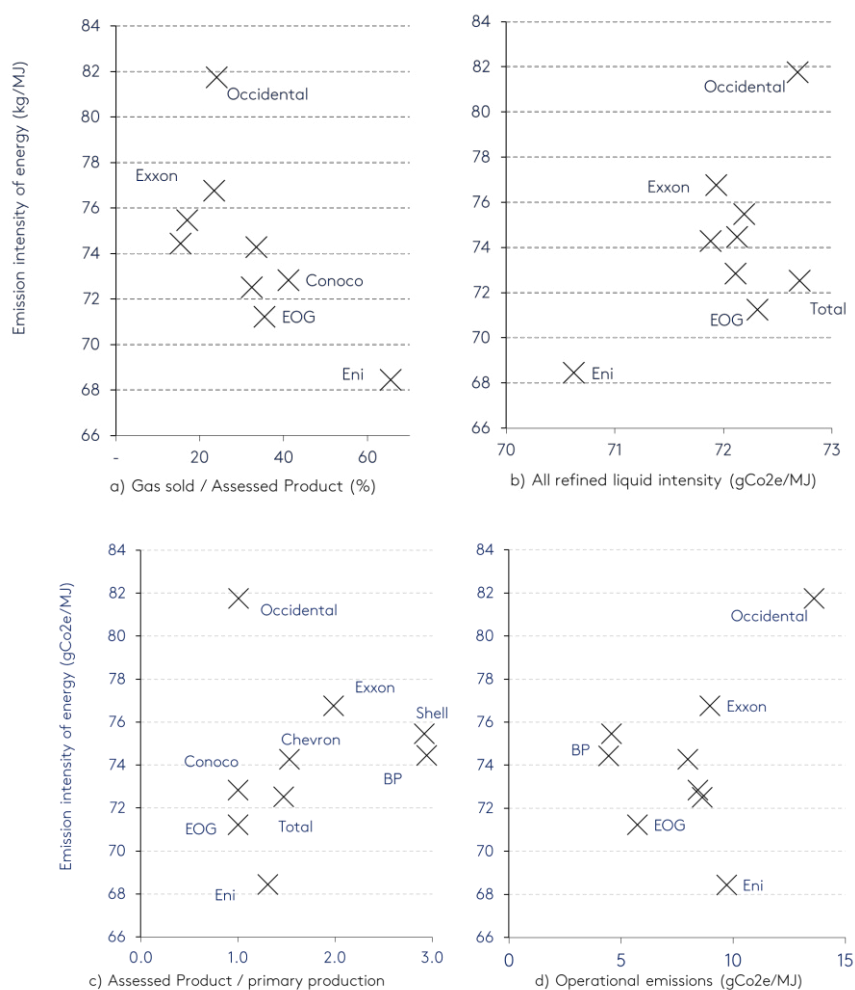 84
82
80
78
76
74
72
70
68
66
-
20
40
60
Emission intensity of energy (kg/MJ)
Occidental
Exxon
Conoco
EOG
Eni
a) Gas sold / Assessed Product (%)
84
82
80
78
76
74
72
70
68
66
70
71
72
73
Occidental
Exxon
Total
EOG
Eni
b) All refined liquid intensity (gCo2e/MJ)
84
82
80
78
76
74
72
70
68
66
0.0
1.0
2.0
3.0
Emission intensity of energy (gCo2e/MJ)
Occidental
Exxon
Shell
Chevron
Conoco
BP
EOG
Total
Eni
c) Assessed Product / primary production
84
82
80
78
76
74
72
70
68
66
0
5
10
15
Occidental
Exxon
BP
EOG
Eni
d) Operational emissions (gCo2e/MJ)